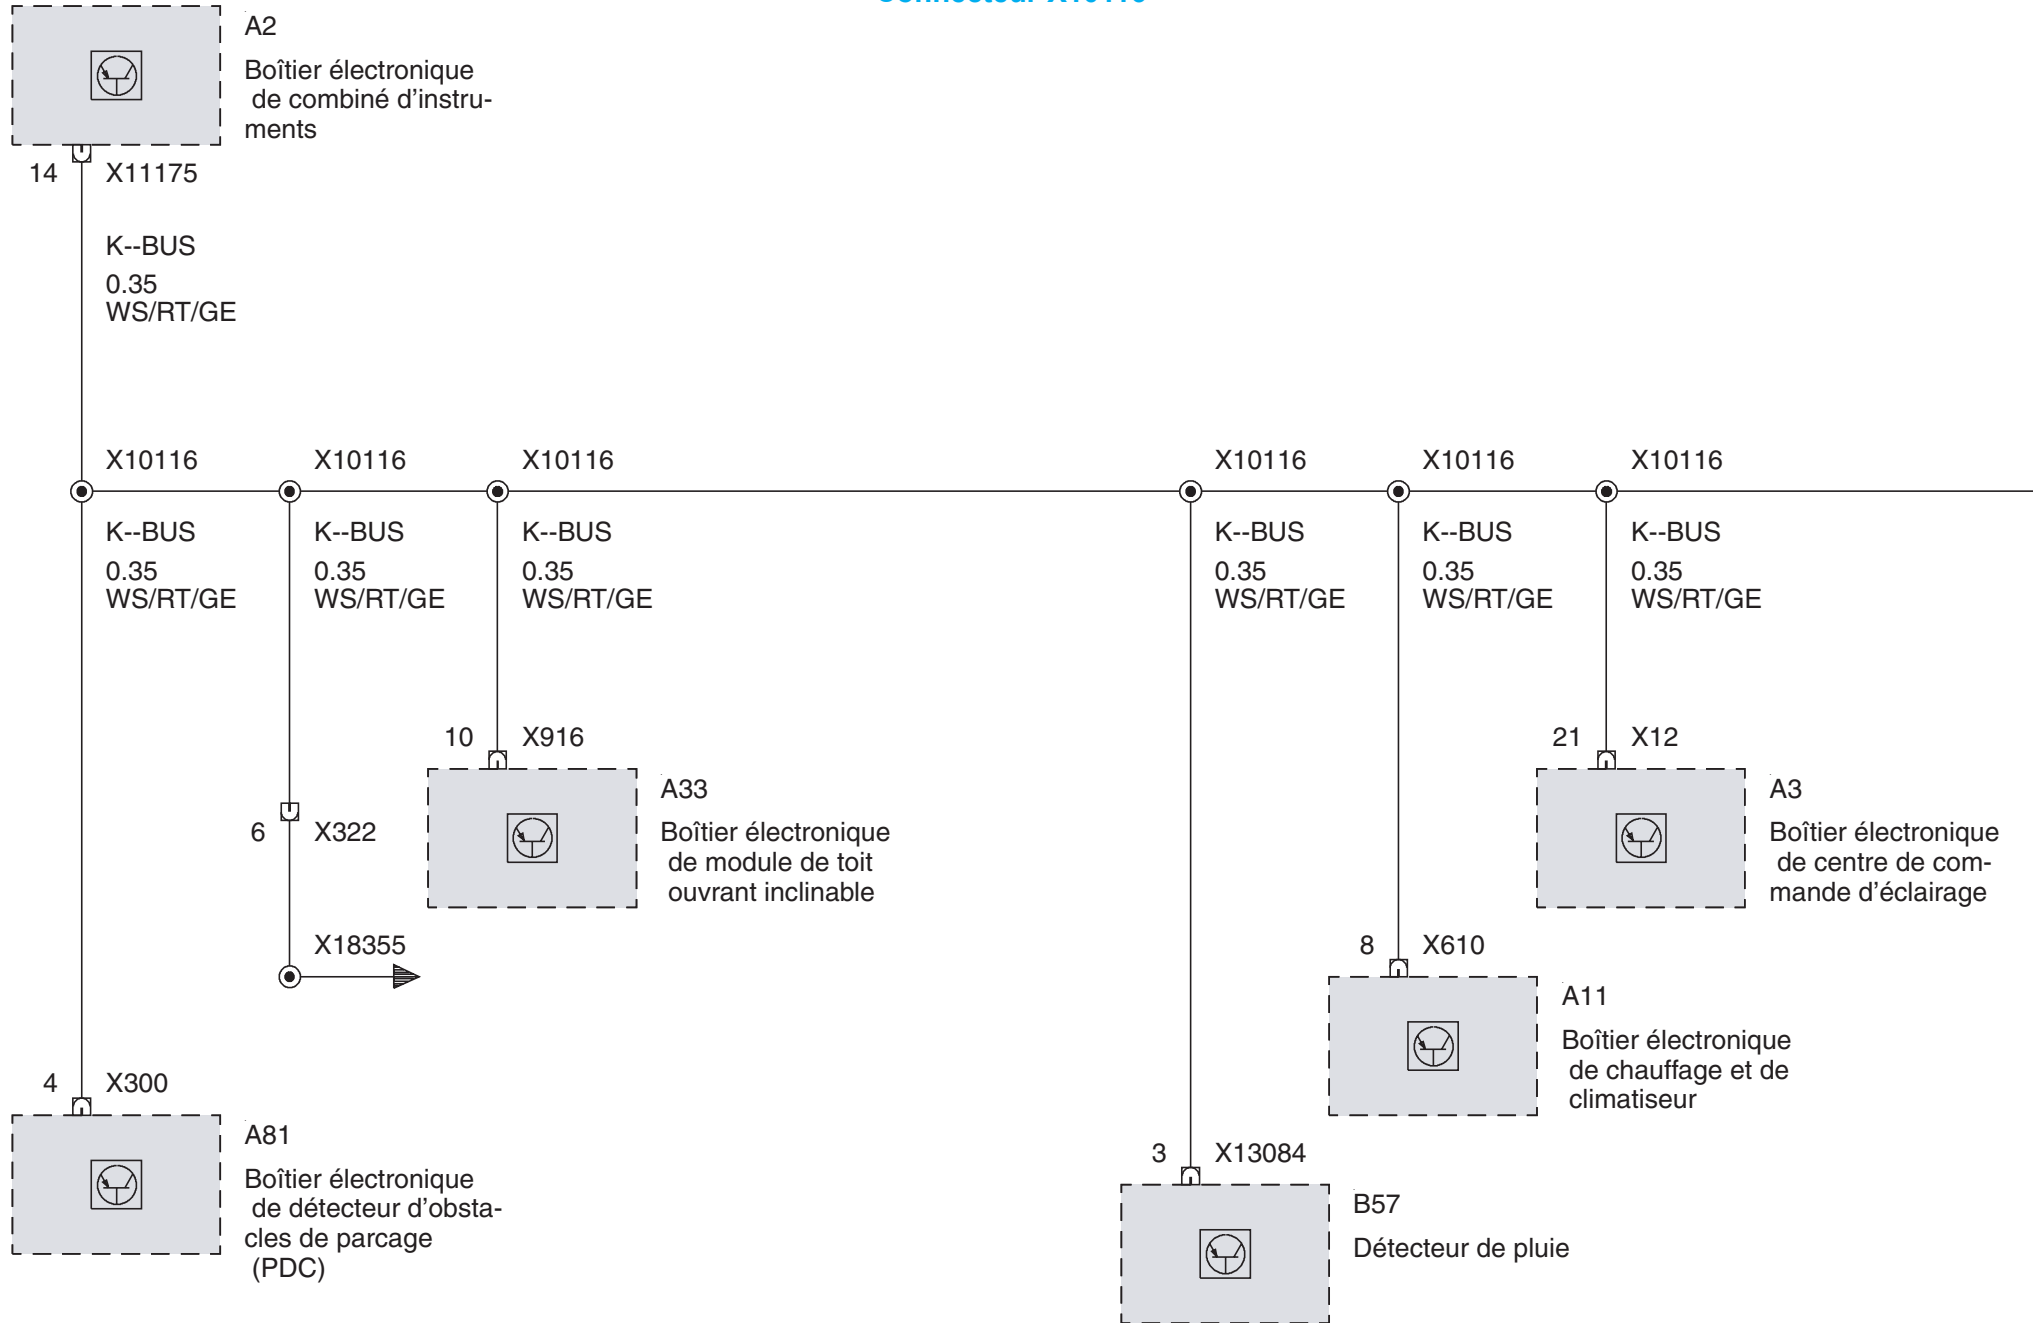 A2
Boîtier électronique
de combiné d'instru-
ments
14 X11175
K--BUS
0.35
WS/RT/GE
X10116 X10116 X10116 X10116 X10116 X10116
K--BUS K--BUS K--BUS K--BUS K--BUS K--BUS
0.35 0.35 0.35 0.35 0.35 0.35
WS/RT/GE WS/RT/GE WS/RT/GE WS/RT/GE WS/RT/GE WS/RT/GE
10 X916
A33
Boîtier électronique
de module de toit
ouvrant inclinable
21 X12
A3
Boîtier électronique
de centre de com-
mande d'éclairage
6 X322
X18355
8 X610
A11
Boîtier électronique
de chauffage et de
climatiseur
4 X300
A81
Boîtier électronique
de détecteur d'obsta-
cles de parcage
(PDC)
3 X13084
B57
Détecteur de pluie